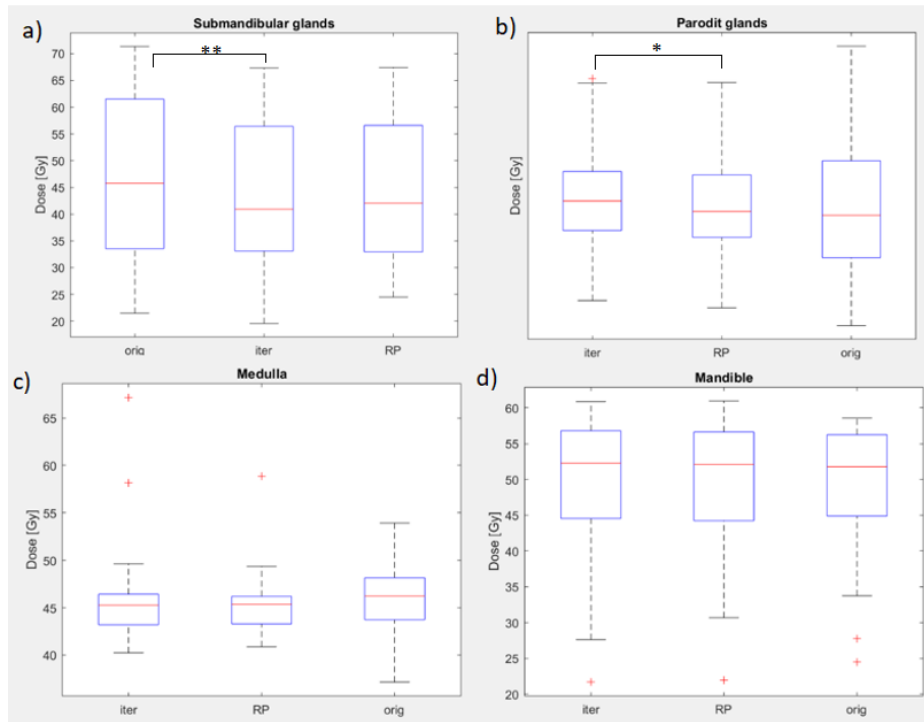 a)
Submandibular glands
**
Dose [Gy]
70
65
60
55
50
45
40
35
30
25
20
orig
iter
RP
b)
Parodit glands
*
Dose [Gy]
iter
RP
orig
c)
Medulla
Dose [Gy]
65
60
55
50
45
40
iter
RP
orig
d)
Mandible
Dose [Gy]
60
55
50
45
40
35
30
25
20
iter
RP
orig